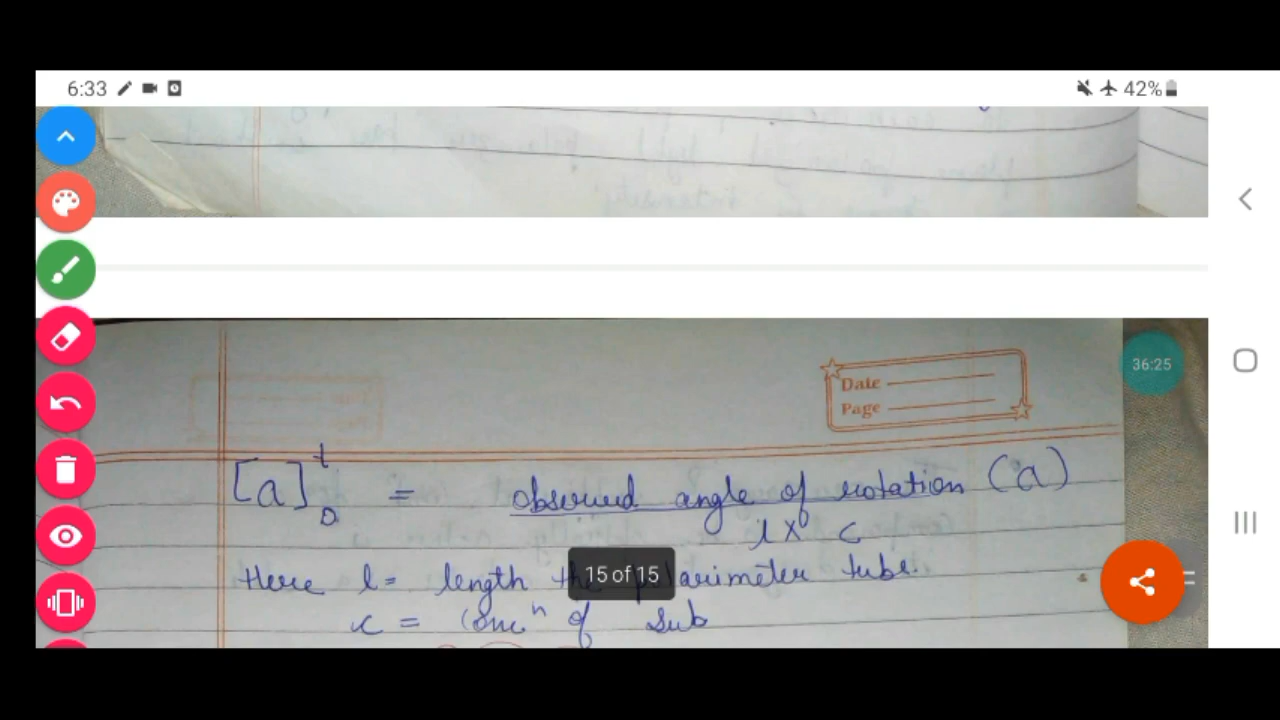 6:33
42%
Date
Page
36:25
[a]ᵗD = observed angle of rotation (a)
l × c
Here l = length the polarimeter tube.
15 of 15
c = Concⁿ of Sub